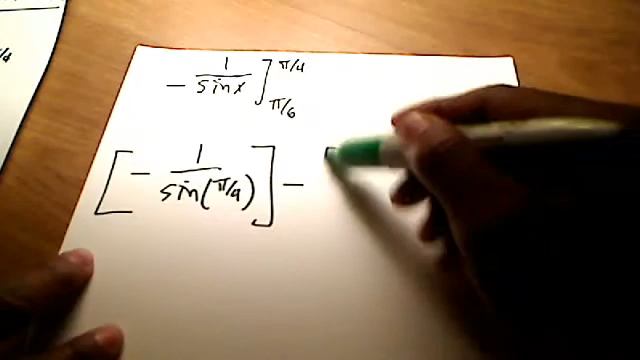 - 1/sin x ]π/4 π/6
[- 1/sin(π/4)] - [